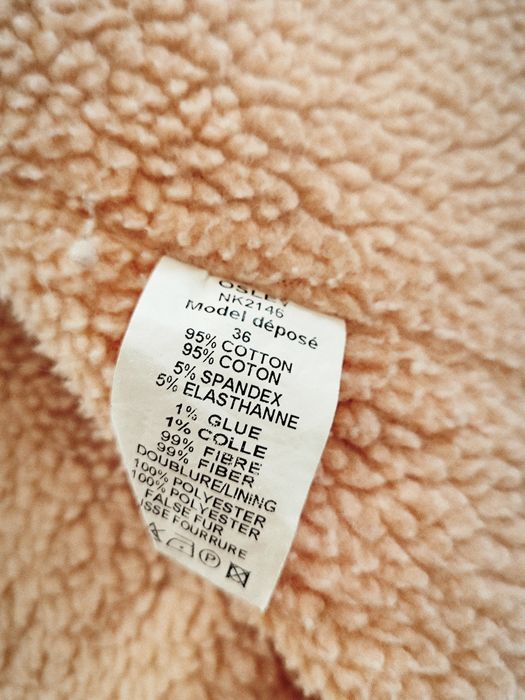 NK2146
Model déposé
36
95% COTTON
95% COTON
5% SPANDEX
5% ELASTHANNE
1% GLUE
1% COLLE
99% FIBRE
99% FIBER
DOUBLURE/LINING
100% POLYESTER
100% POLYESTER
FALSE FUR
USSE FOURRURE
P